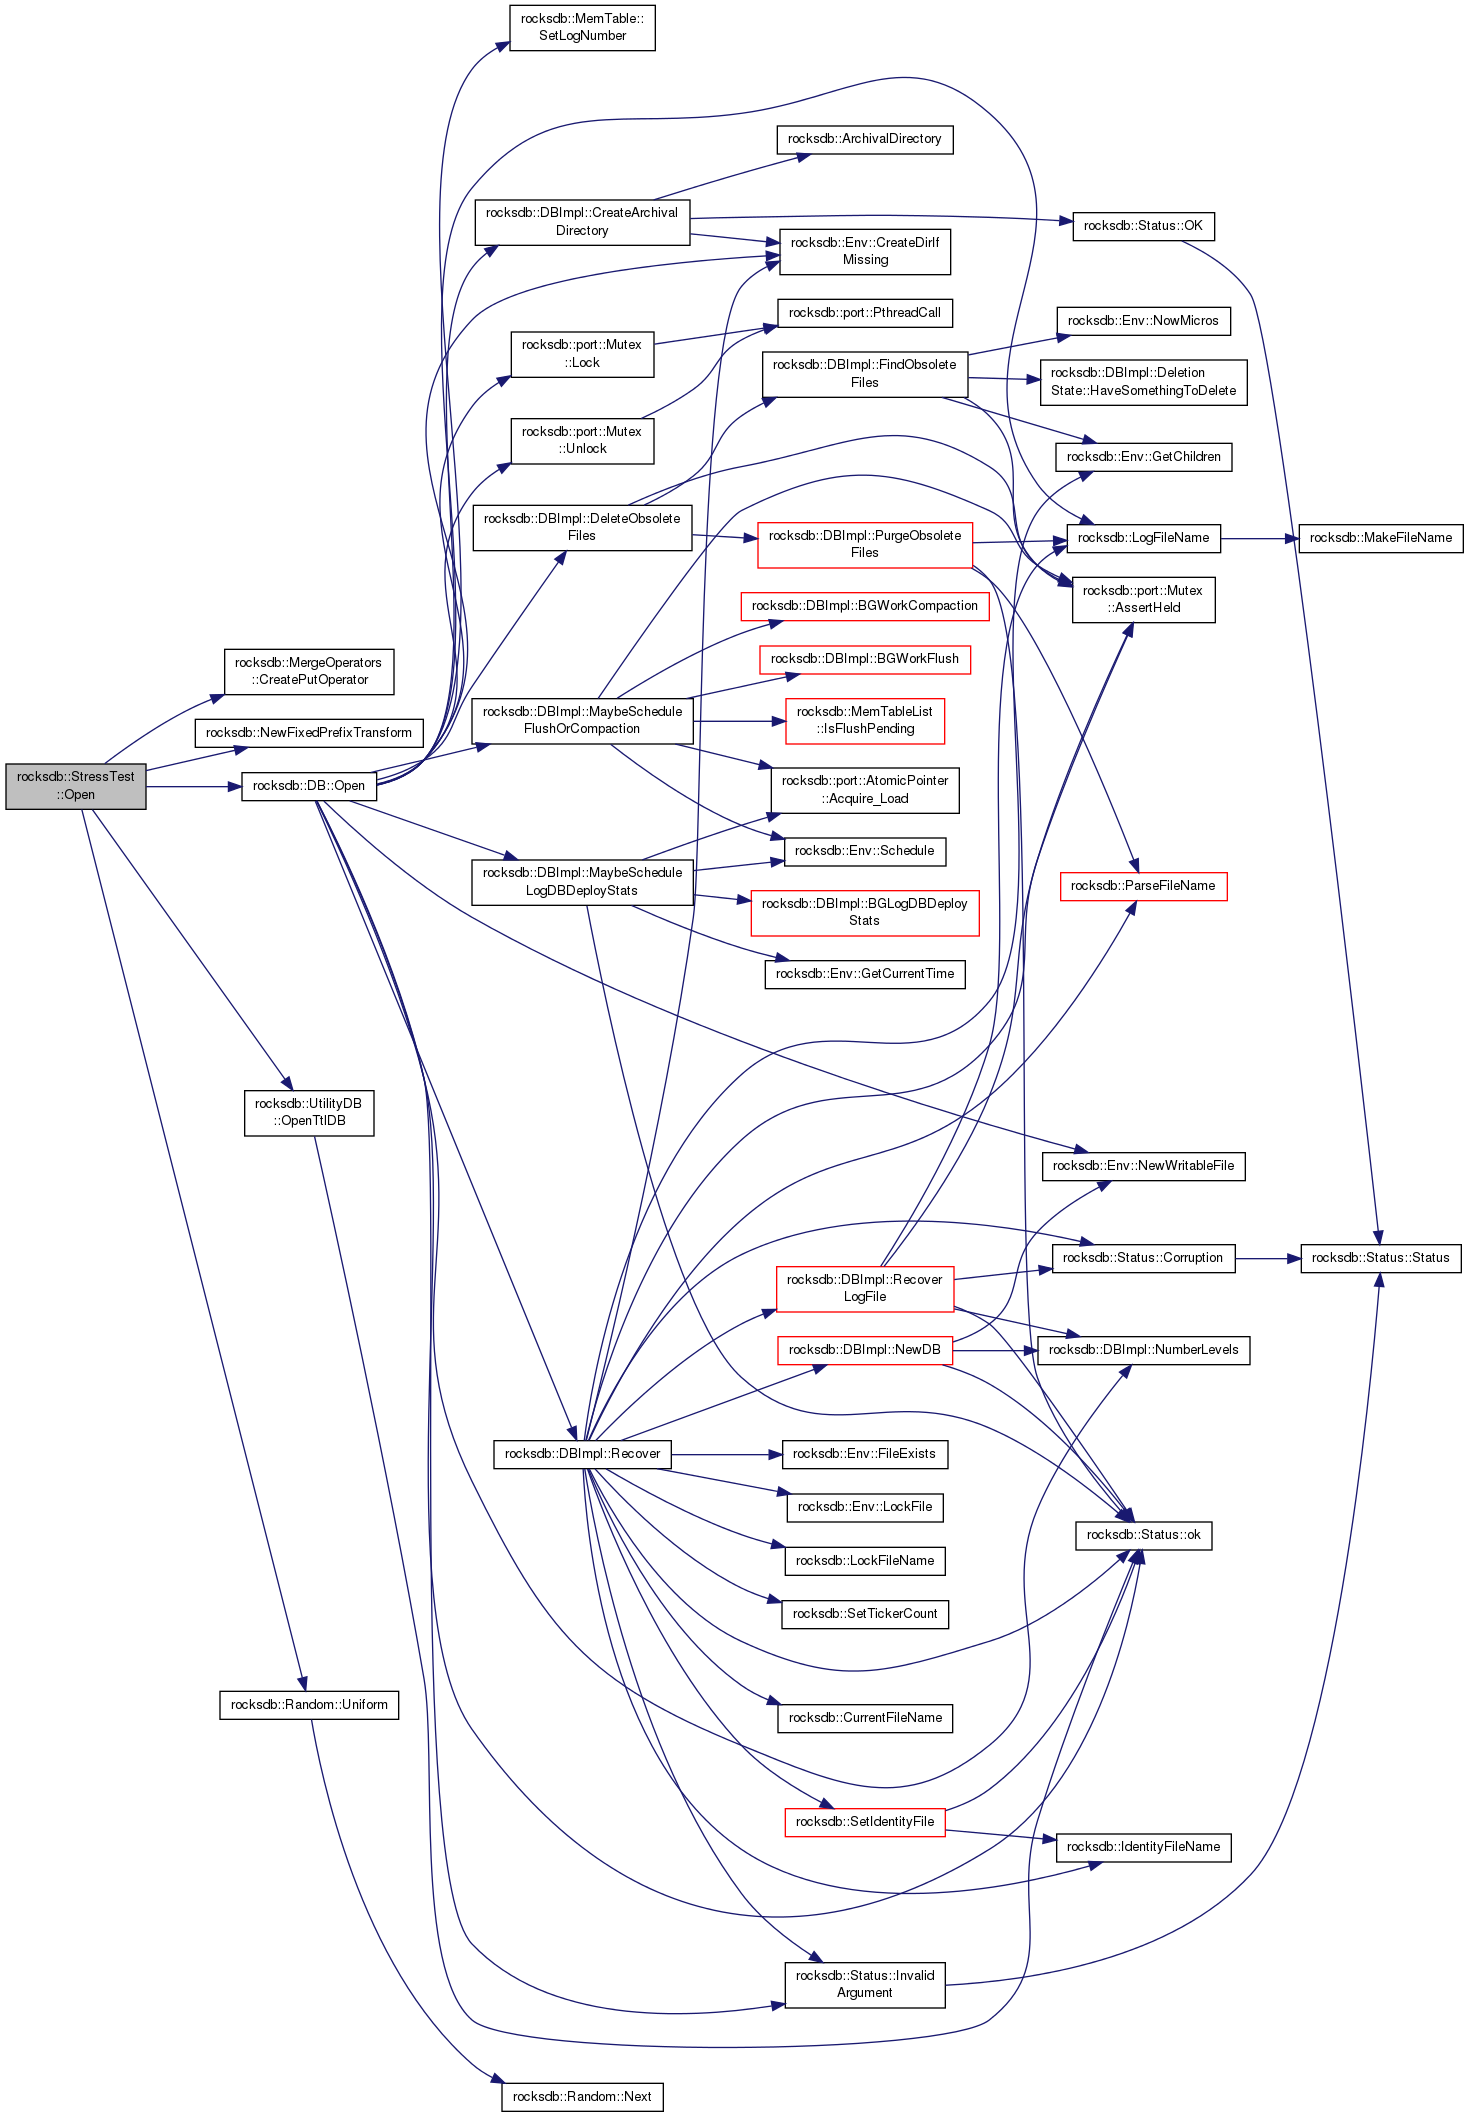 rocksdb::MemTable::
SetLogNumber
rocksdb::ArchivalDirectory
rocksdb::DBImpl::CreateArchival
Directory
rocksdb::Status::OK
rocksdb::Env::CreateDirIf
Missing
rocksdb::port::PthreadCall
rocksdb::Env::NowMicros
rocksdb::port::Mutex
::Lock
rocksdb::DBImpl::FindObsolete
Files
rocksdb::DBImpl::Deletion
State::HaveSomethingToDelete
rocksdb::port::Mutex
::Unlock
rocksdb::Env::GetChildren
rocksdb::DBImpl::DeleteObsolete
Files
rocksdb::DBImpl::PurgeObsolete
Files
rocksdb::LogFileName
rocksdb::MakeFileName
rocksdb::port::Mutex
::AssertHeld
rocksdb::DBImpl::BGWorkCompaction
rocksdb::MergeOperators
::CreatePutOperator
rocksdb::DBImpl::BGWorkFlush
rocksdb::NewFixedPrefixTransform
rocksdb::DBImpl::MaybeSchedule
FlushOrCompaction
rocksdb::MemTableList
::IsFlushPending
rocksdb::StressTest
::Open
rocksdb::DB::Open
rocksdb::port::AtomicPointer
::Acquire_Load
rocksdb::Env::Schedule
rocksdb::DBImpl::MaybeSchedule
LogDBDeployStats
rocksdb::ParseFileName
rocksdb::DBImpl::BGLogDBDeploy
Stats
rocksdb::Env::GetCurrentTime
rocksdb::UtilityDB
::OpenTtlDB
rocksdb::Env::NewWritableFile
rocksdb::Status::Corruption
rocksdb::Status::Status
rocksdb::DBImpl::Recover
LogFile
rocksdb::DBImpl::NewDB
rocksdb::DBImpl::NumberLevels
rocksdb::DBImpl::Recover
rocksdb::Env::FileExists
rocksdb::Env::LockFile
rocksdb::Status::ok
rocksdb::LockFileName
rocksdb::SetTickerCount
rocksdb::Random::Uniform
rocksdb::CurrentFileName
rocksdb::SetIdentityFile
rocksdb::IdentityFileName
rocksdb::Status::Invalid
Argument
rocksdb::Random::Next